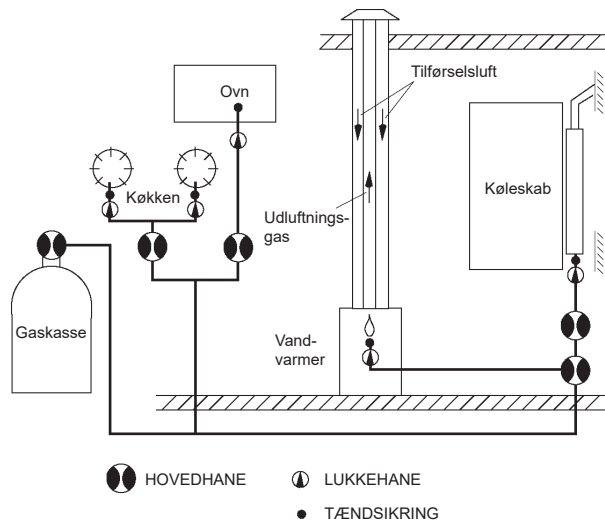 Tilførselsluft
Ovn
Køkken
Køleskab
Udluftnings-
gas
Gaskasse
Vand-
varmer
HOVEDHANE
LUKKEHANE
TÆNDSIKRING